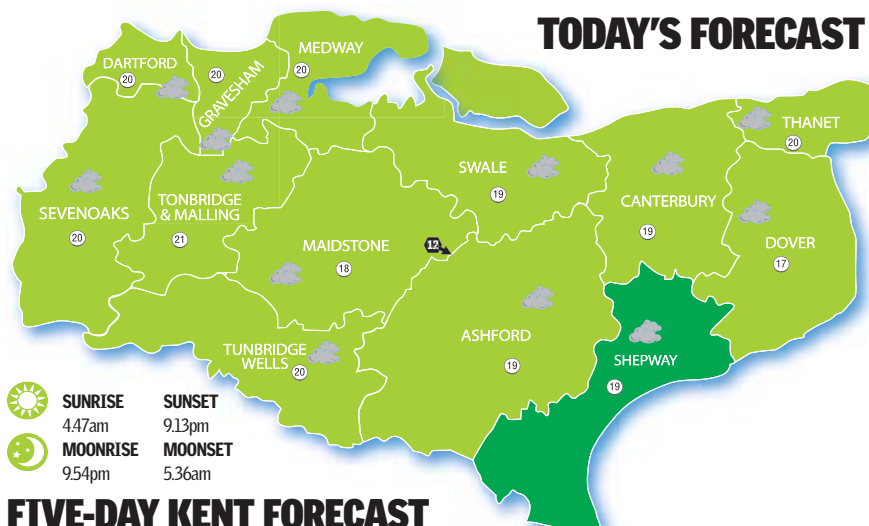 TODAY'S FORECAST
MEDWAY
20
DARTFORD
20
GRAVESHAM
20
THANET
20
SWALE
19
CANTERBURY
19
SEVENOAKS
20
TONBRIDGE
& MALLING
21
MAIDSTONE
18
12
DOVER
17
ASHFORD
19
TUNBRIDGE
WELLS
20
SHEPWAY
19
SUNRISE SUNSET
4.47am 9.13pm
MOONRISE MOONSET
9.54pm 5.36am
FIVE-DAY KENT FORECAST